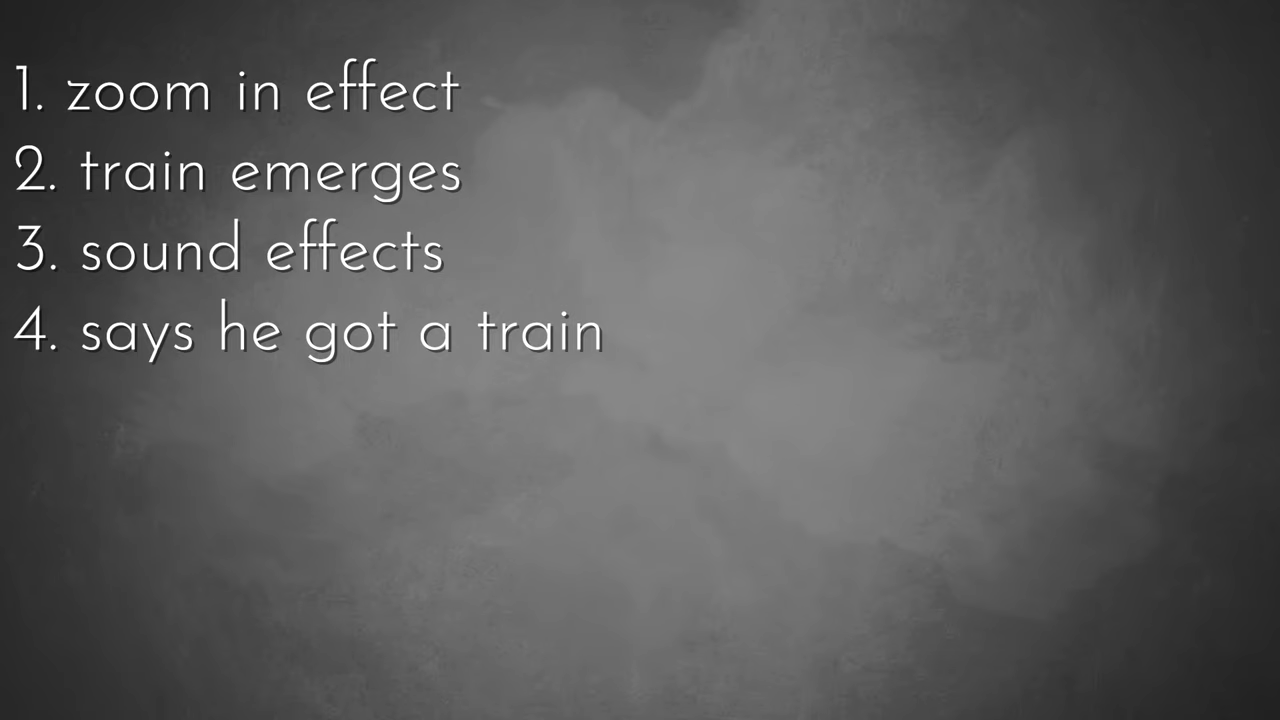 1. zoom in effect
2. train emerges
3. sound effects
4. says he got a train